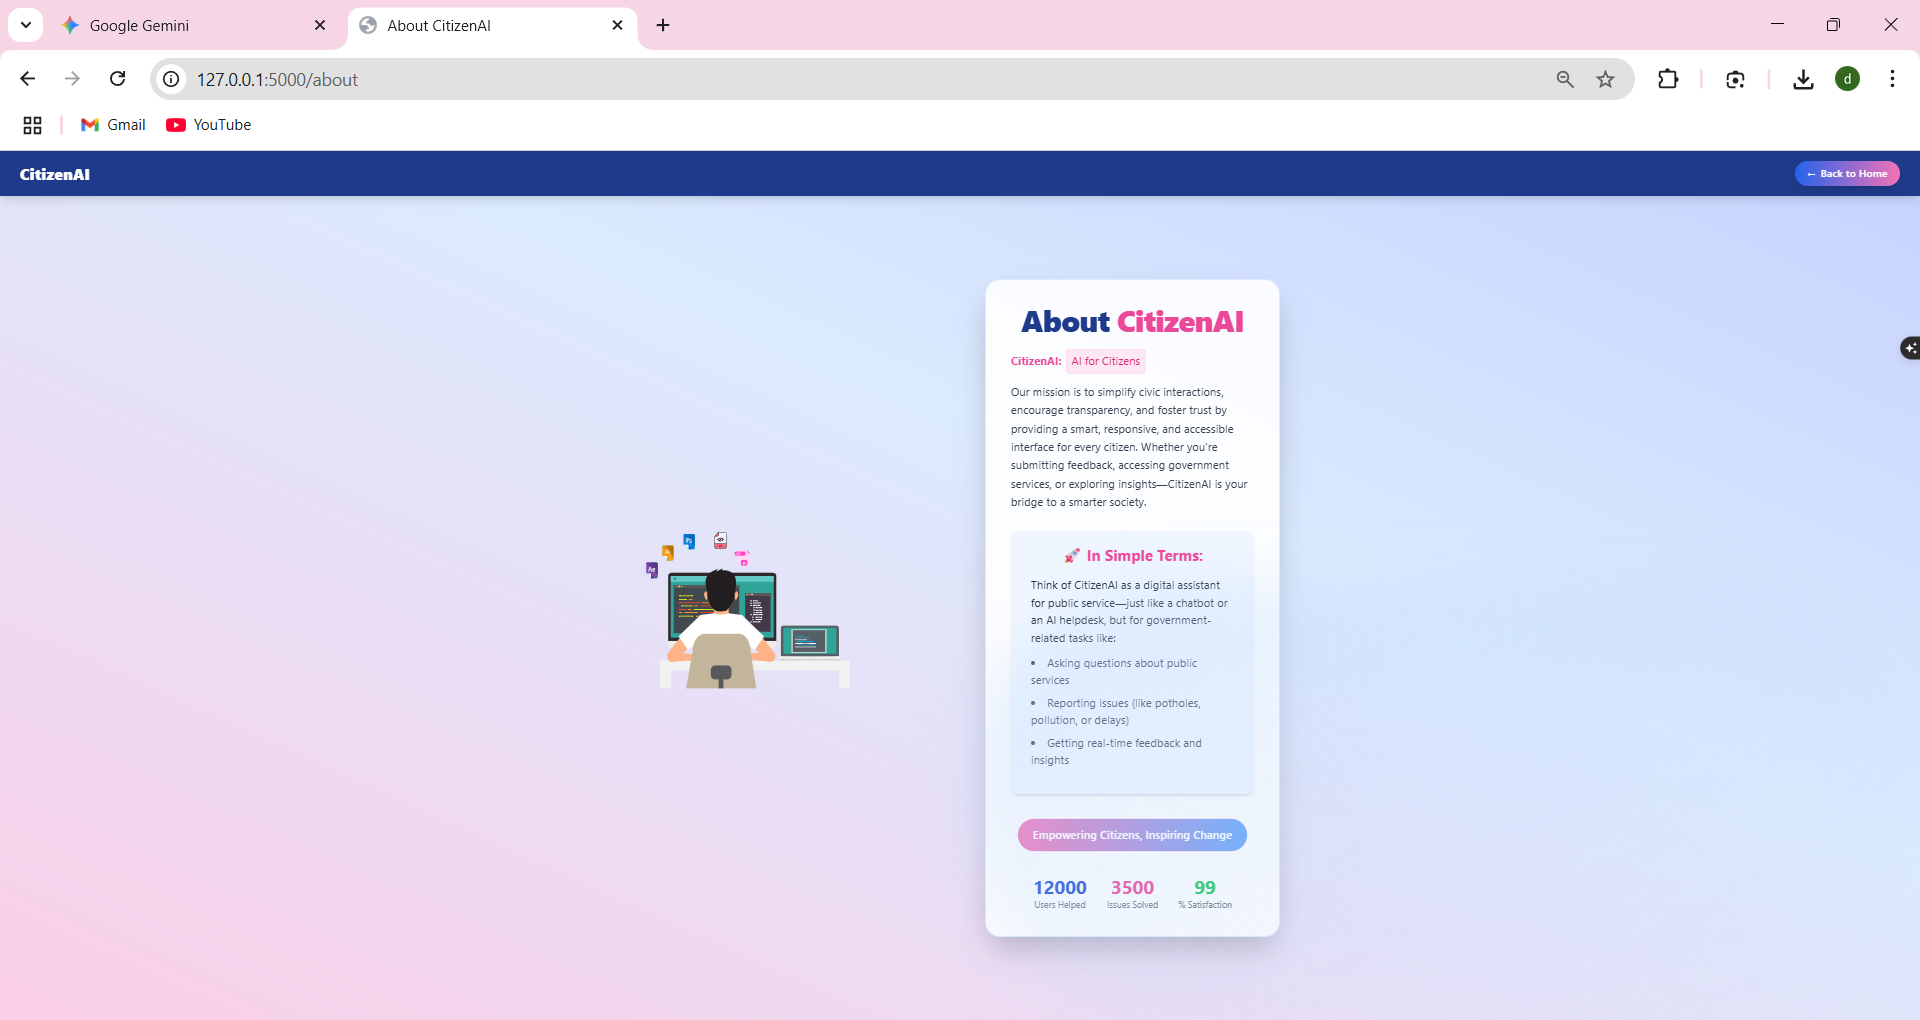 Google Gemini
About CitizenAI
127.0.0.1:5000/about
d
Gmail
YouTube
CitizenAI
← Back to Home
About CitizenAI
CitizenAI: AI for Citizens
Our mission is to simplify civic interactions,
encourage transparency, and foster trust by
providing a smart, responsive, and accessible
interface for every citizen. Whether you're
submitting feedback, accessing government
services, or exploring insights—CitizenAI is your
bridge to a smarter society.
🚀 In Simple Terms:
Think of CitizenAI as a digital assistant
for public service—just like a chatbot or
an AI helpdesk, but for government-
related tasks like:
• Asking questions about public
services
• Reporting issues (like potholes,
pollution, or delays)
• Getting real-time feedback and
insights
Empowering Citizens, Inspiring Change
12000 3500 99
Users Helped Issues Solved % Satisfaction
Ps
Ae